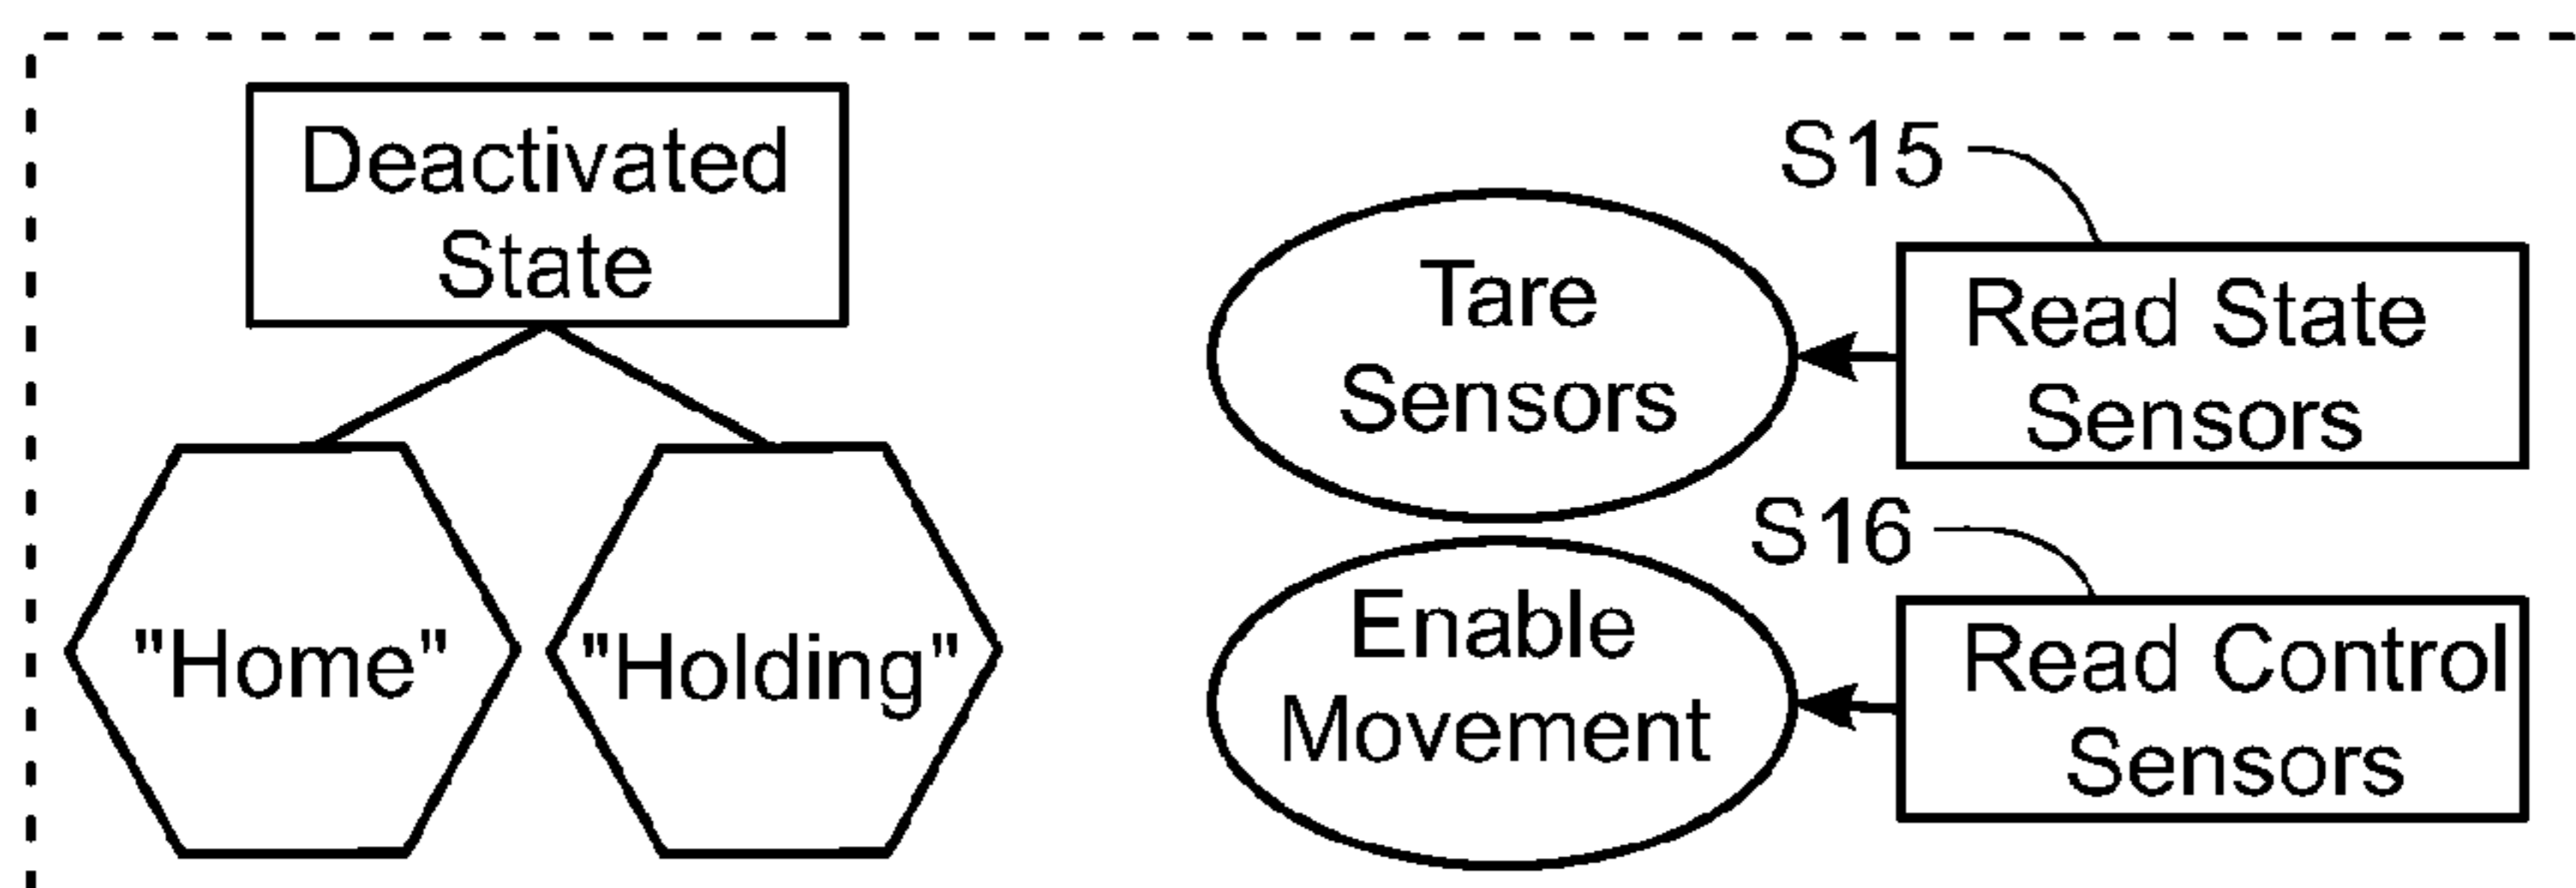 Deactivated
State
"Home"
"Holding"
Tare
Sensors
Enable
Movement
S15
Read State
Sensors
S16
Read Control
Sensors